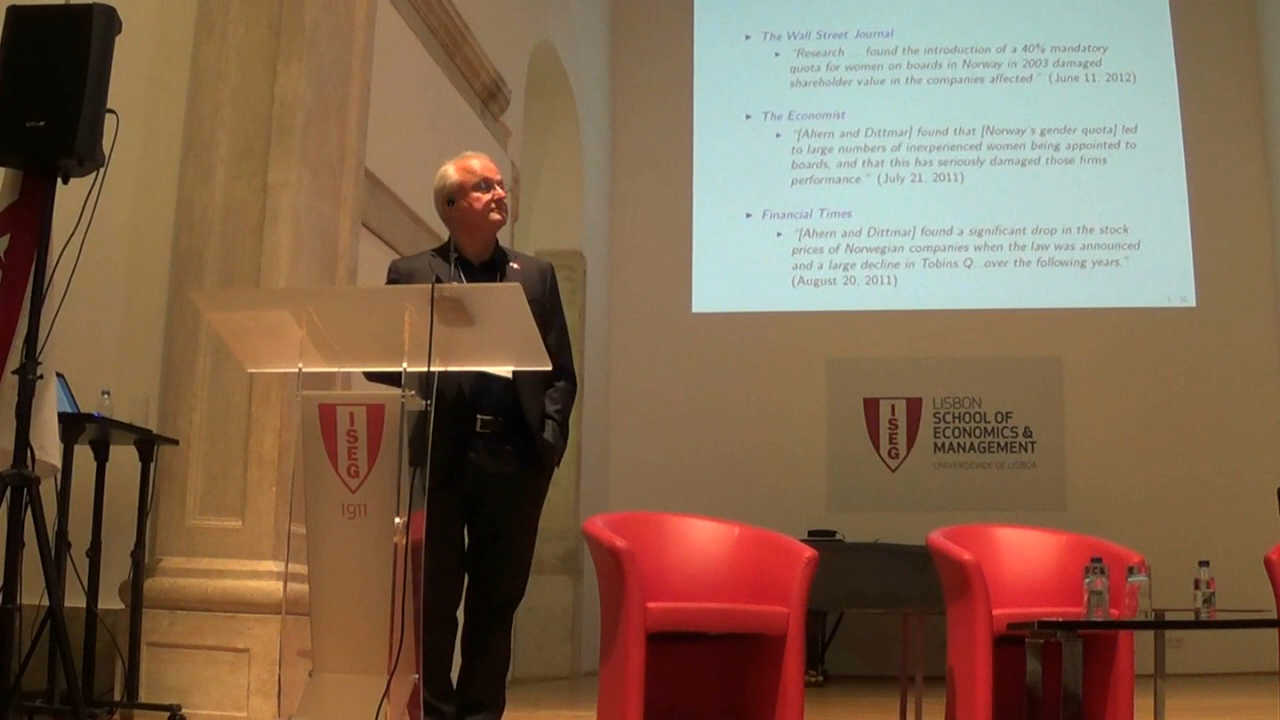 The Wall Street Journal
"Research ... found the introduction of a 40% mandatory
quota for women on boards in Norway in 2003 damaged
shareholder value in the companies affected." (June 11, 2012)
The Economist
"[Ahern and Dittmar] found that [Norway's gender quota] led
to large numbers of inexperienced women being appointed to
boards, and that this has seriously damaged those firms'
performance." (July 21, 2011)
Financial Times
"[Ahern and Dittmar] found a significant drop in the stock
prices of Norwegian companies when the law was announced
and a large decline in Tobins Q...over the following years."
(August 20, 2011)
ISEG
LISBON
SCHOOL OF
ECONOMICS &
MANAGEMENT
UNIVERSIDADE DE LISBOA
ISEG
1911